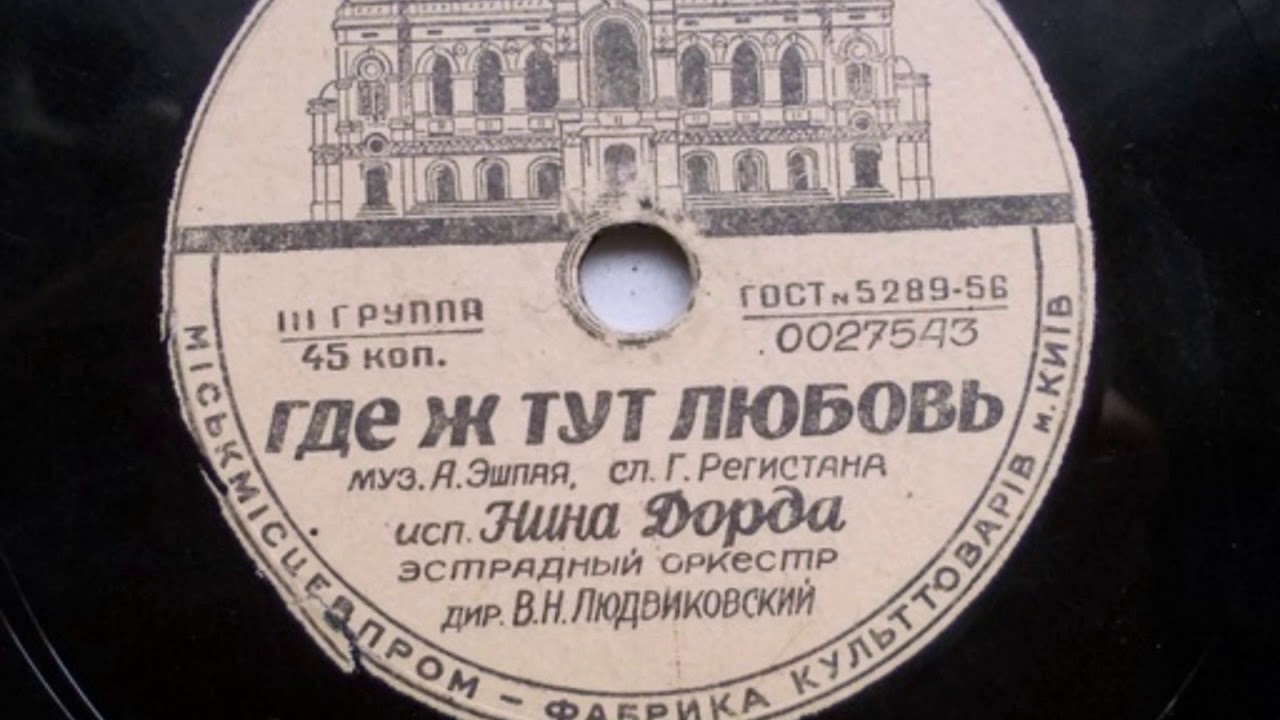 III ГРУППА
45 коп.
ГОСТ N 5289-56
0027543
ГДЕ Ж ТУТ ЛЮБОВЬ
муз. А. Эшпая, сл. Г. Регистана
исп. Нина Дорда
эстрадный оркестр
дир. В.Н. Людвиковский
МІСЬКМІСЦЕВПРОМ – ФАБРИКА КУЛЬТТОВАРІВ м. КИЇВ